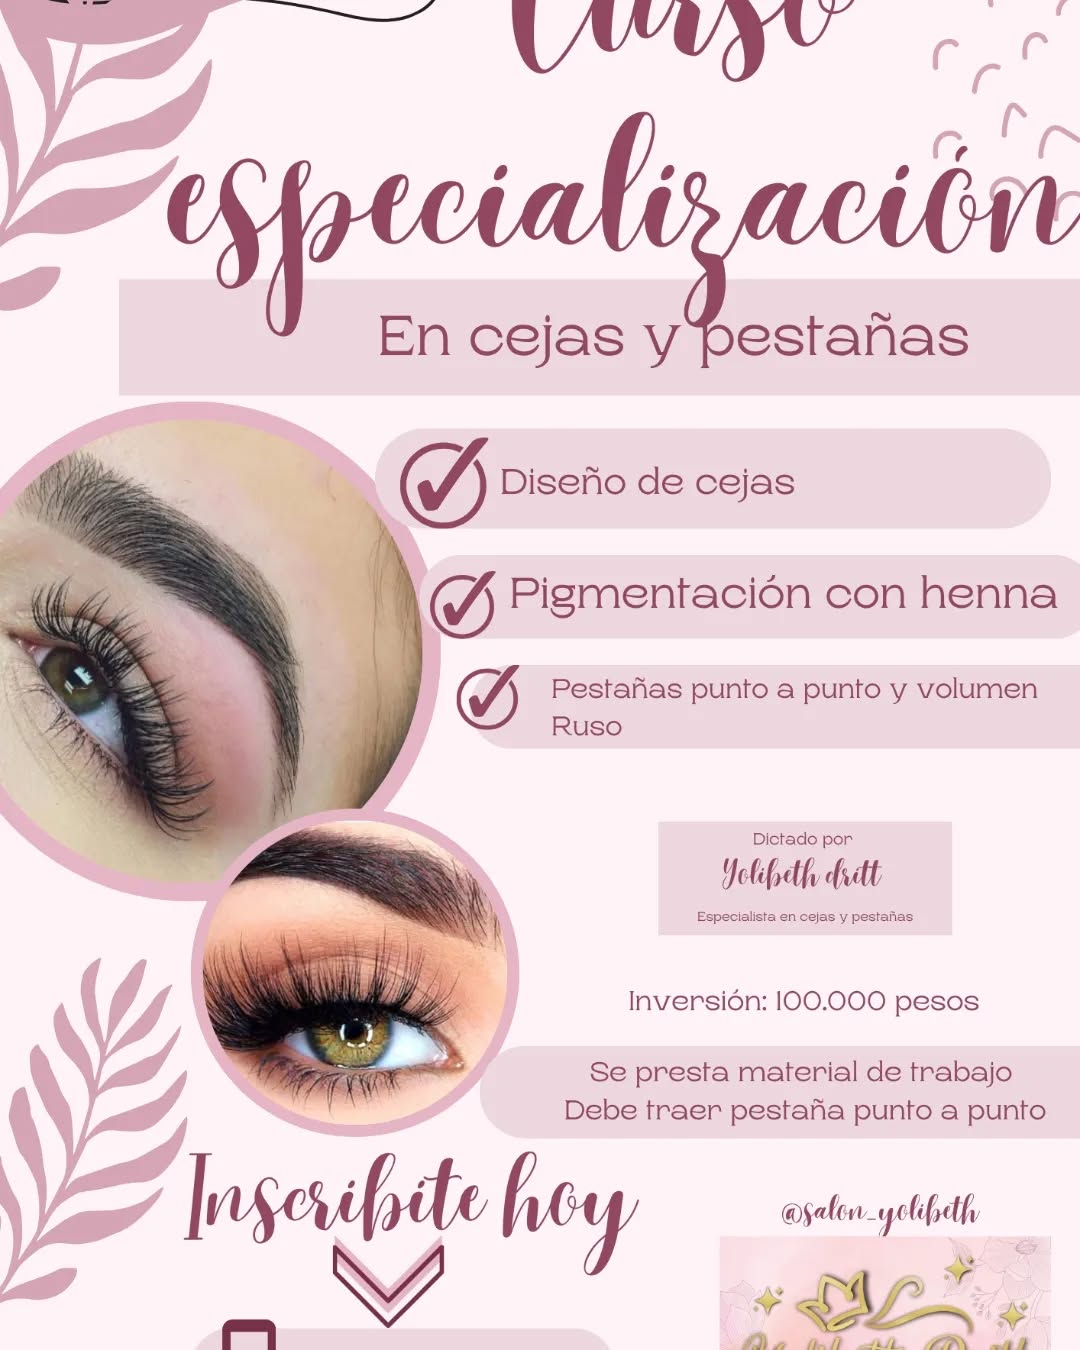 Curso
especialización
En cejas y pestañas
Diseño de cejas
Pigmentación con henna
Pestañas punto a punto y volumen
Ruso
Dictado por
Yolibeth dritt
Especialista en cejas y pestañas
Inversión: 100.000 pesos
Se presta material de trabajo
Debe traer pestaña punto a punto
Inscribite hoy
@salon_yolibeth